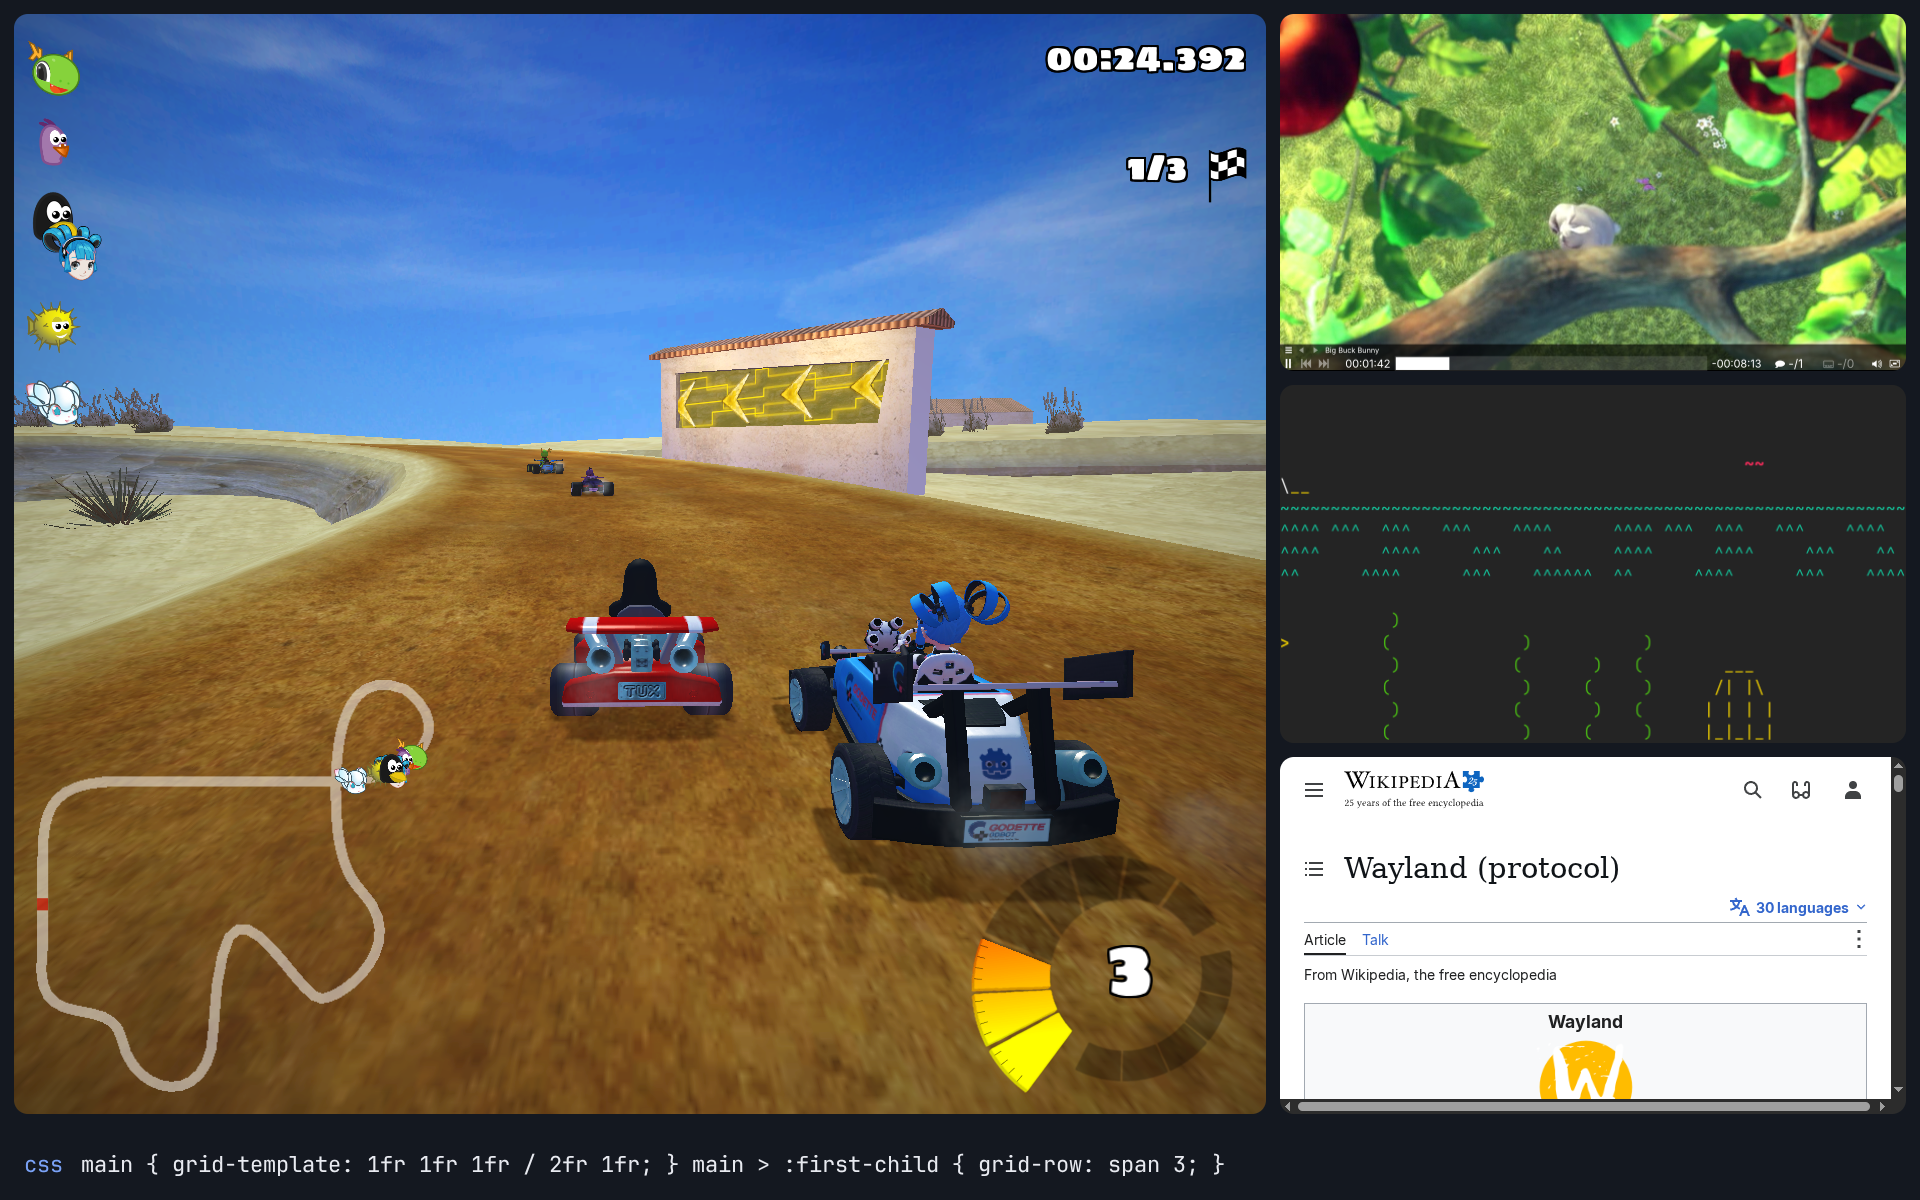 00:24.392
1/3
TUX
GODETTE
3
Big Buck Bunny
00:01:42
-00:08:13
-/1
-/0
WIKIPEDIA 25
25 years of the free encyclopedia
Wayland (protocol)
30 languages
Article Talk
From Wikipedia, the free encyclopedia
Wayland
W
css main { grid-template: 1fr 1fr 1fr / 2fr 1fr; } main > :first-child { grid-row: span 3; }